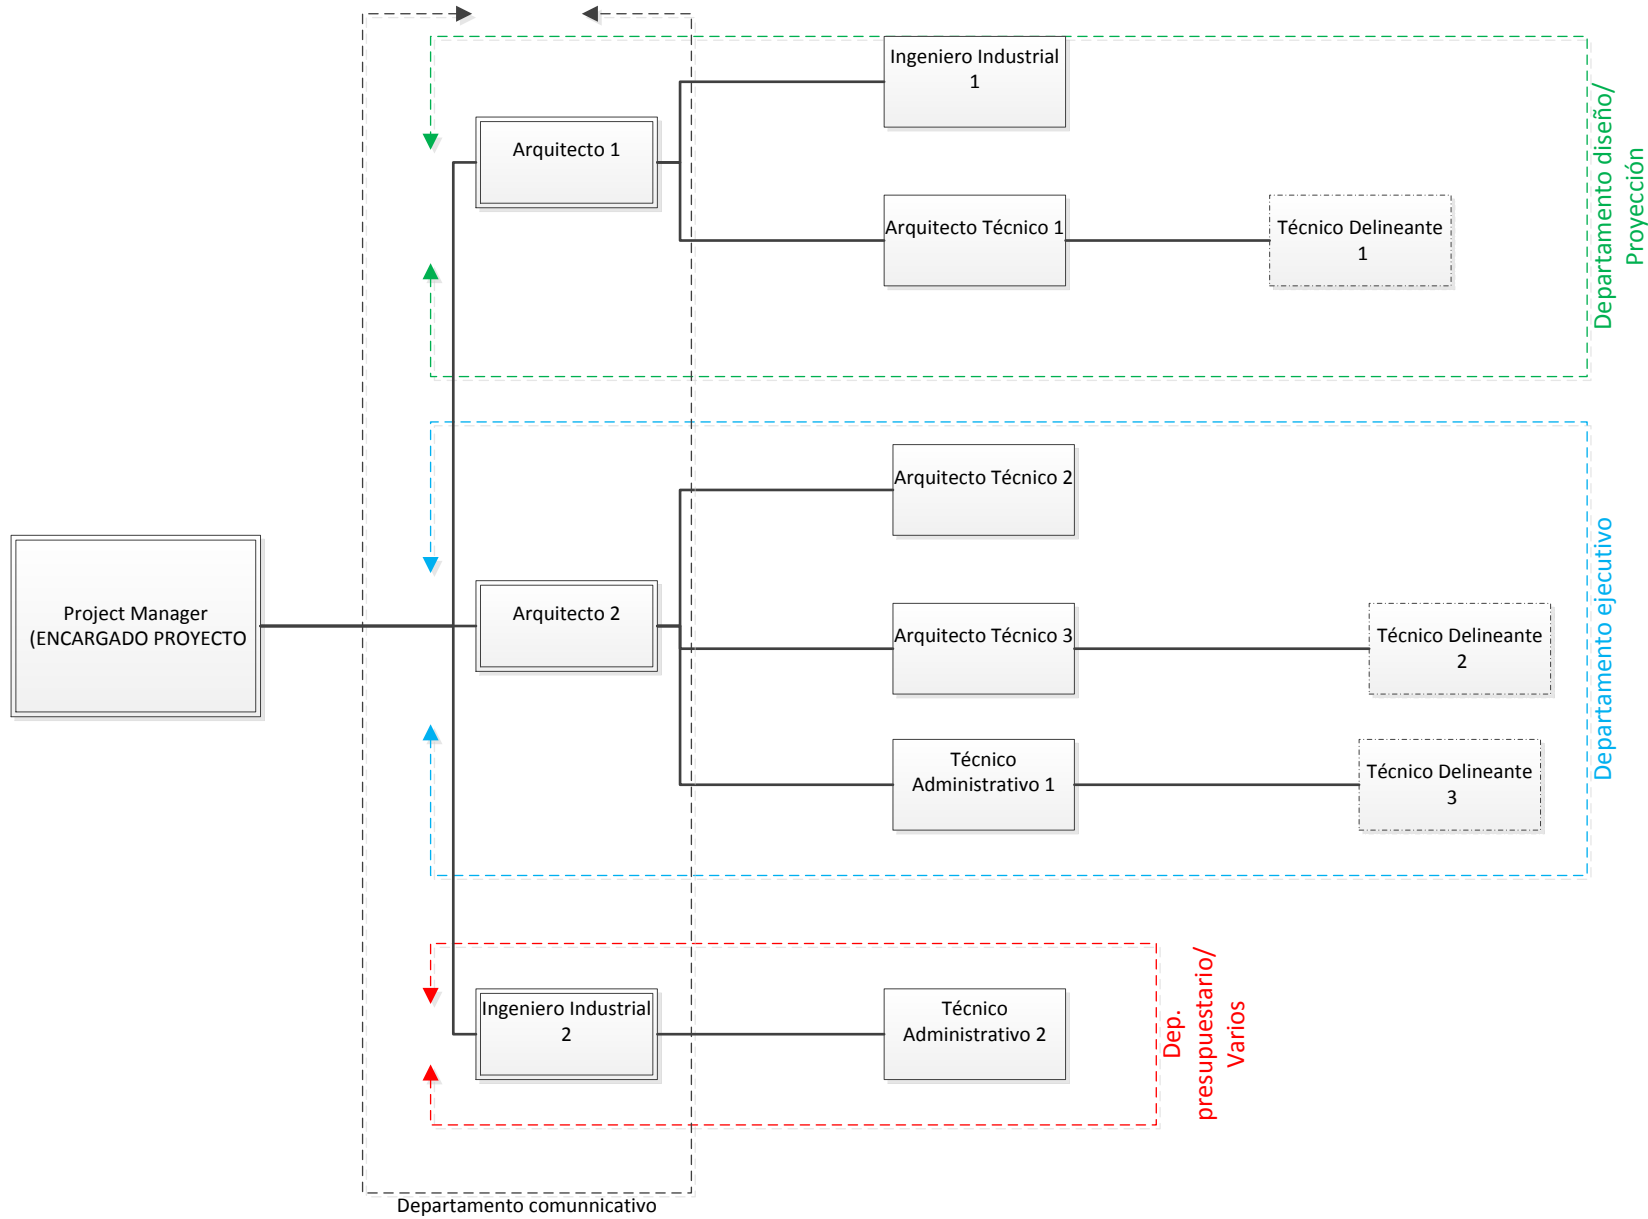 Ingeniero Industrial
1
Arquitecto 1
Arquitecto Técnico 1
Técnico Delineante
1
Departamento diseño/
Proyección
Arquitecto Técnico 2
Project Manager
(ENCARGADO PROYECTO
Arquitecto 2
Arquitecto Técnico 3
Técnico Delineante
2
Técnico
Administrativo 1
Técnico Delineante
3
Departamento ejecutivo
Ingeniero Industrial
2
Técnico
Administrativo 2
Dep.
presupuestario/
Varios
Departamento comunnicativo